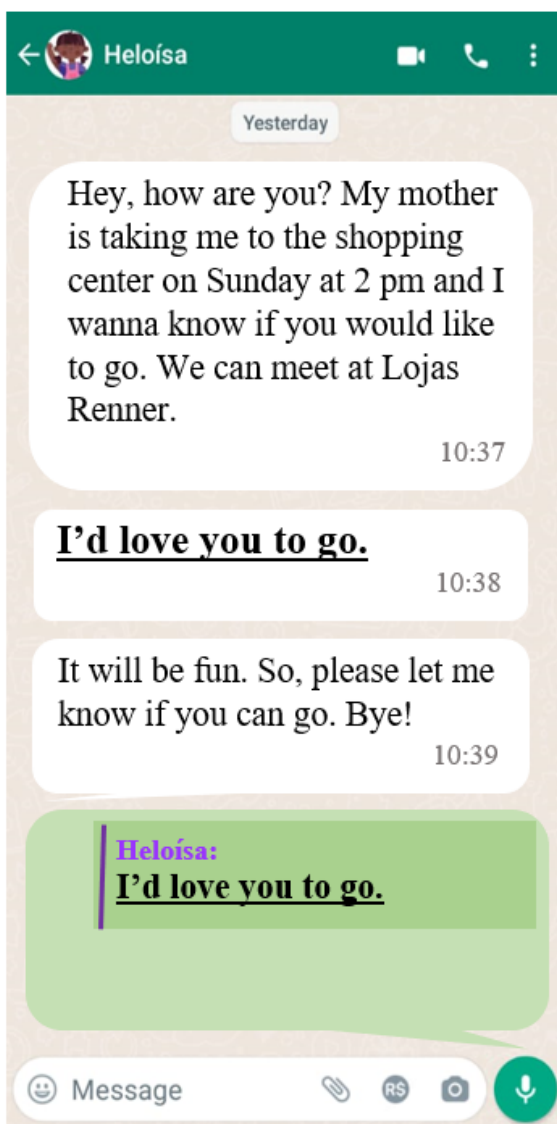 Heloísa
Yesterday
Hey, how are you? My mother
is taking me to the shopping
center on Sunday at 2 pm and I
wanna know if you would like
to go. We can meet at Lojas
Renner.
10:37
I'd love you to go.
10:38
It will be fun. So, please let me
know if you can go. Bye!
10:39
Heloísa:
I'd love you to go.
Message
R$